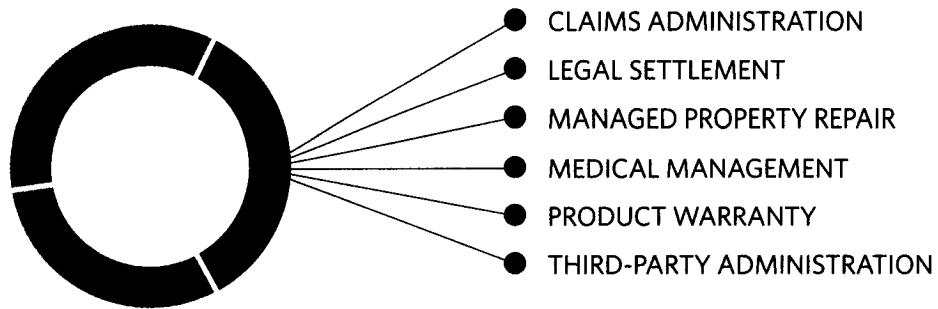 CLAIMS ADMINISTRATION
LEGAL SETTLEMENT
MANAGED PROPERTY REPAIR
MEDICAL MANAGEMENT
PRODUCT WARRANTY
THIRD-PARTY ADMINISTRATION